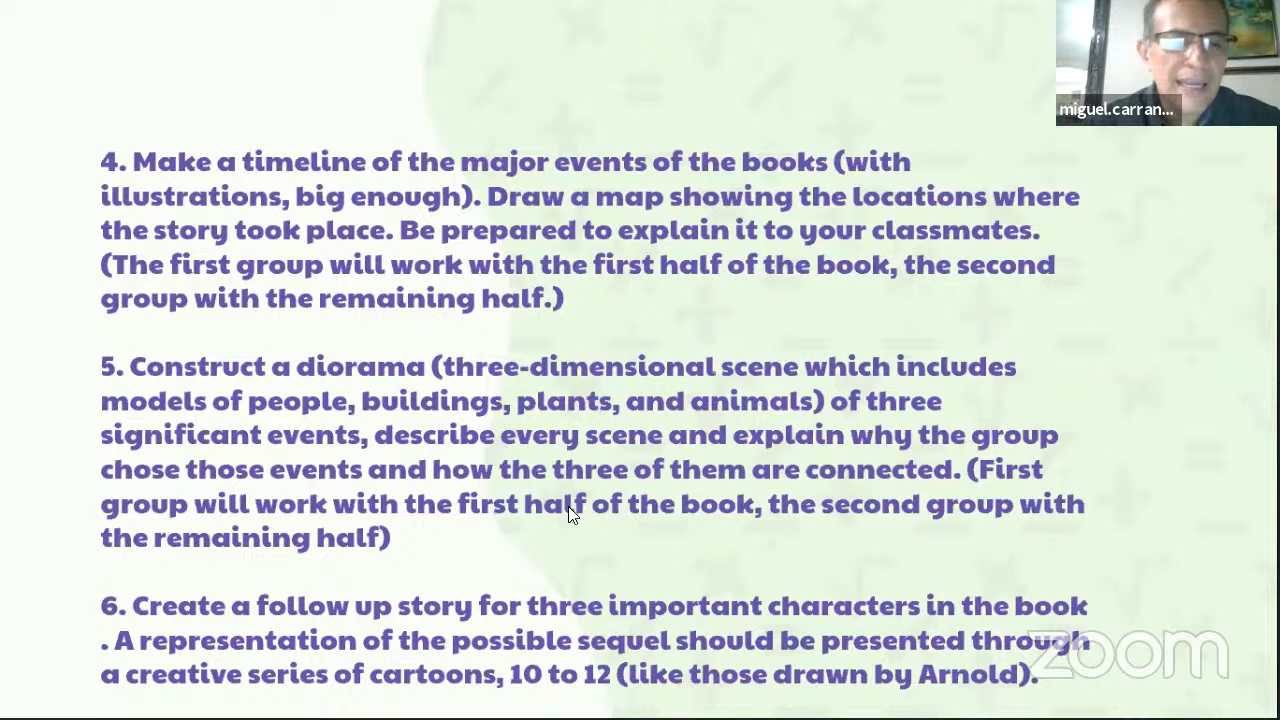 miguel.carran...
4. Make a timeline of the major events of the books (with
illustrations, big enough). Draw a map showing the locations where
the story took place. Be prepared to explain it to your classmates.
(The first group will work with the first half of the book, the second
group with the remaining half.)
5. Construct a diorama (three-dimensional scene which includes
models of people, buildings, plants, and animals) of three
significant events, describe every scene and explain why the group
chose those events and how the three of them are connected. (First
group will work with the first half of the book, the second group with
the remaining half)
6. Create a follow up story for three important characters in the book
. A representation of the possible sequel should be presented through
a creative series of cartoons, 10 to 12 (like those drawn by Arnold).
zoom